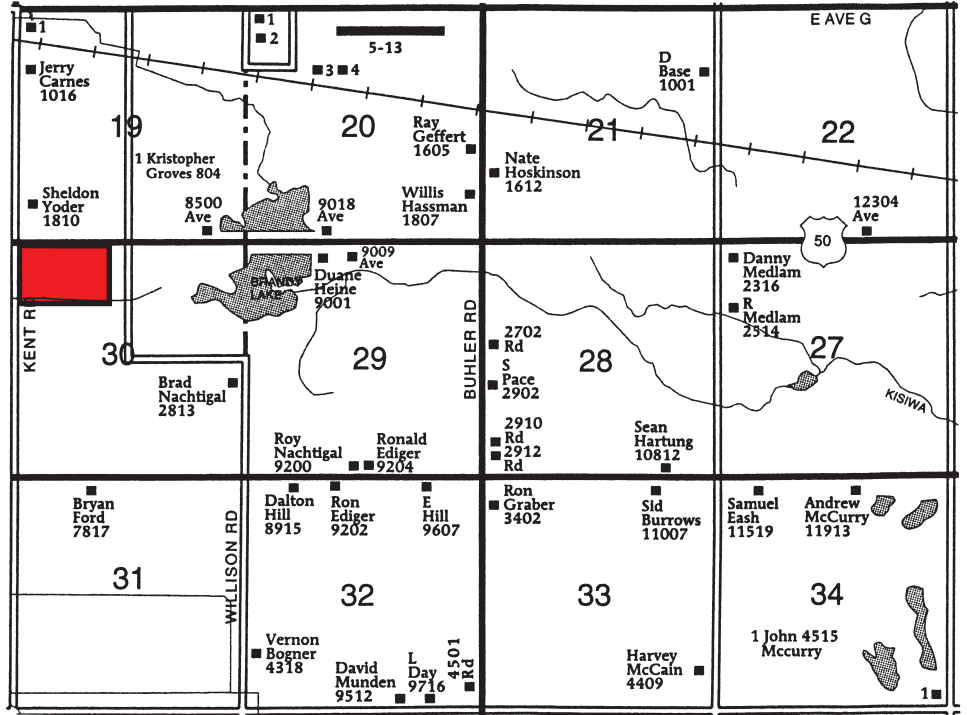 E AVE G
1
1
2
5-13
3
4
Jerry
Carnes
1016
D
Base
1001
19
20
21
22
Ray
Geffert
1605
1 Kristopher
Groves 804
Nate
Hoskinson
1612
Sheldon
Yoder
1810
8500
Ave
9018
Ave
Willis
Hassman
1807
12304
Ave
50
9009
Ave
Duane
Heine
9001
BRANDY
LAKE
Danny
Medlam
2316
R
Medlam
2514
KENT RD
30
29
BUHLER RD
2702
Rd
S
Pace
2902
28
27
KISIWA
Brad
Nachtigal
2813
2910
Rd
2912
Rd
Roy
Nachtigal
9200
Ronald
Ediger
9204
Sean
Hartung
10812
Bryan
Ford
7817
Dalton
Hill
8915
Ron
Ediger
9202
E
Hill
9607
Ron
Graber
3402
Sid
Burrows
11007
Samuel
Eash
11519
Andrew
McCurry
11913
WILLISON RD
31
32
33
34
Vernon
Bogner
4318
David
Munden
9512
L
Day
9716
4501
Rd
Harvey
McCain
4409
1 John 4515
Mccurry
1